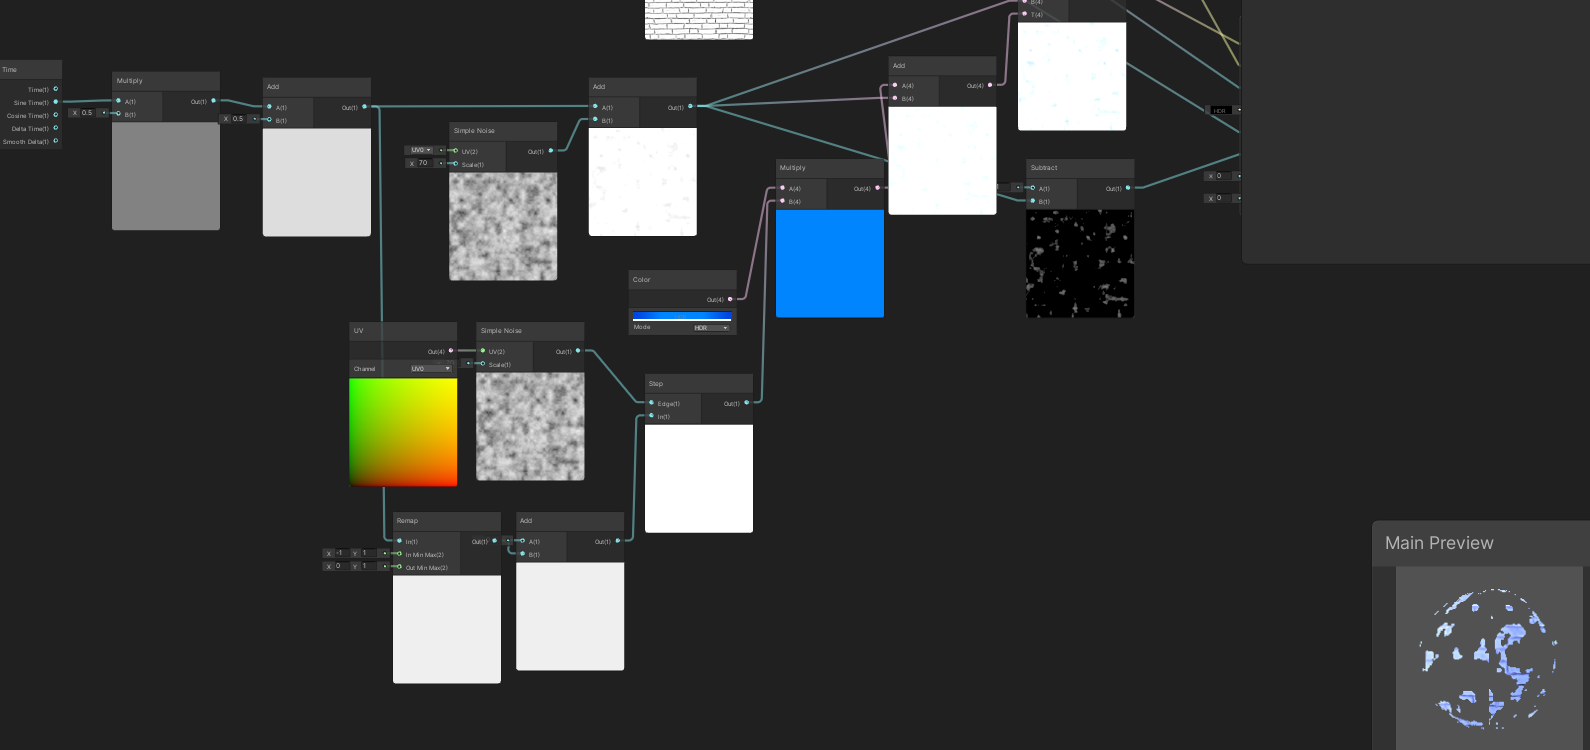 B(4)
T(4)
Time
Time(1)
Sine Time(1)
Cosine Time(1)
Delta Time(1)
Smooth Delta(1)
Multiply
A(1)
Out(1)
X 0.5
B(1)
Add
A(1)
Out(1)
X 0.5
B(1)
Simple Noise
UV0
UV(2)
Out(1)
X 70
Scale(1)
Add
A(1)
Out(1)
B(1)
Add
A(4)
Out(4)
B(4)
HDR
Multiply
A(4)
Out(4)
B(4)
Subtract
A(1)
Out(1)
B(1)
X 0
X 0
Color
Out(4)
Mode
HDR
UV
Out(4)
Channel
UV0
Simple Noise
UV(2)
Out(1)
Scale(1)
Step
Edge(1)
Out(1)
In(1)
Remap
In(1)
Out(1)
X -1 Y 1
In Min Max(2)
X 0 Y 1
Out Min Max(2)
Add
A(1)
Out(1)
B(1)
Main Preview